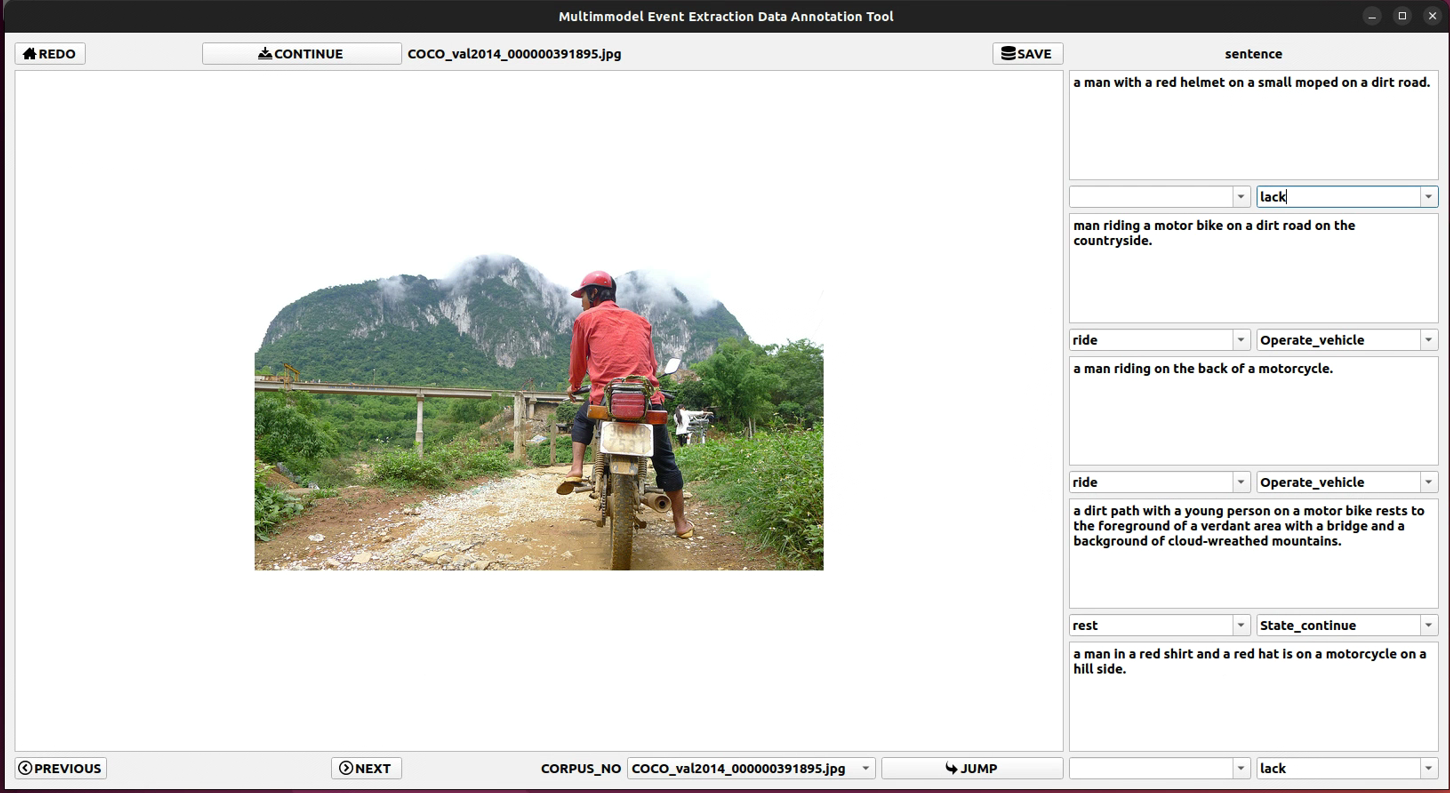 Multimmodel Event Extraction Data Annotation Tool
REDO
CONTINUE
COCO_val2014_000000391895.jpg
SAVE
sentence
a man with a red helmet on a small moped on a dirt road.
lack
man riding a motor bike on a dirt road on the
countryside.
ride
Operate_vehicle
a man riding on the back of a motorcycle.
ride
Operate_vehicle
a dirt path with a young person on a motor bike rests to
the foreground of a verdant area with a bridge and a
background of cloud-wreathed mountains.
rest
State_continue
a man in a red shirt and a red hat is on a motorcycle on a
hill side.
PREVIOUS
NEXT
CORPUS_NO
COCO_val2014_000000391895.jpg
JUMP
lack